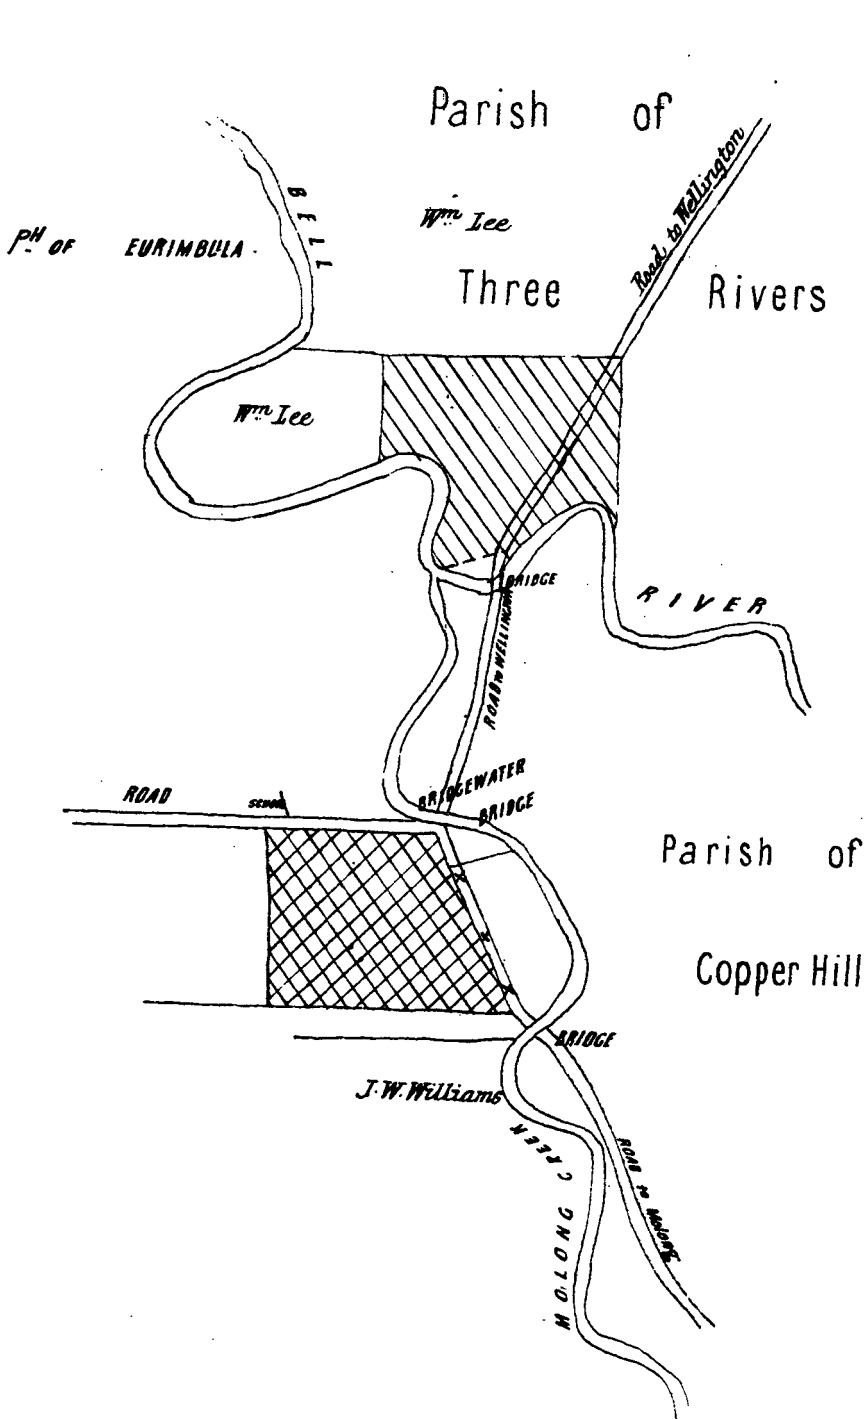 Parish of
Road to Wellington
BELL
Wm Lee
PH OF EURIMBULA.
Three Rivers
Wm Lee
BRIDGE
RIVER
ROAD to WELLINGTON
BRIDGEWATER
BRIDGE
ROAD
SCHOOL
Parish of
Copper Hill
BRIDGE
J.W.Williams
CREEK
ROAD to MOLONG
MOLONG